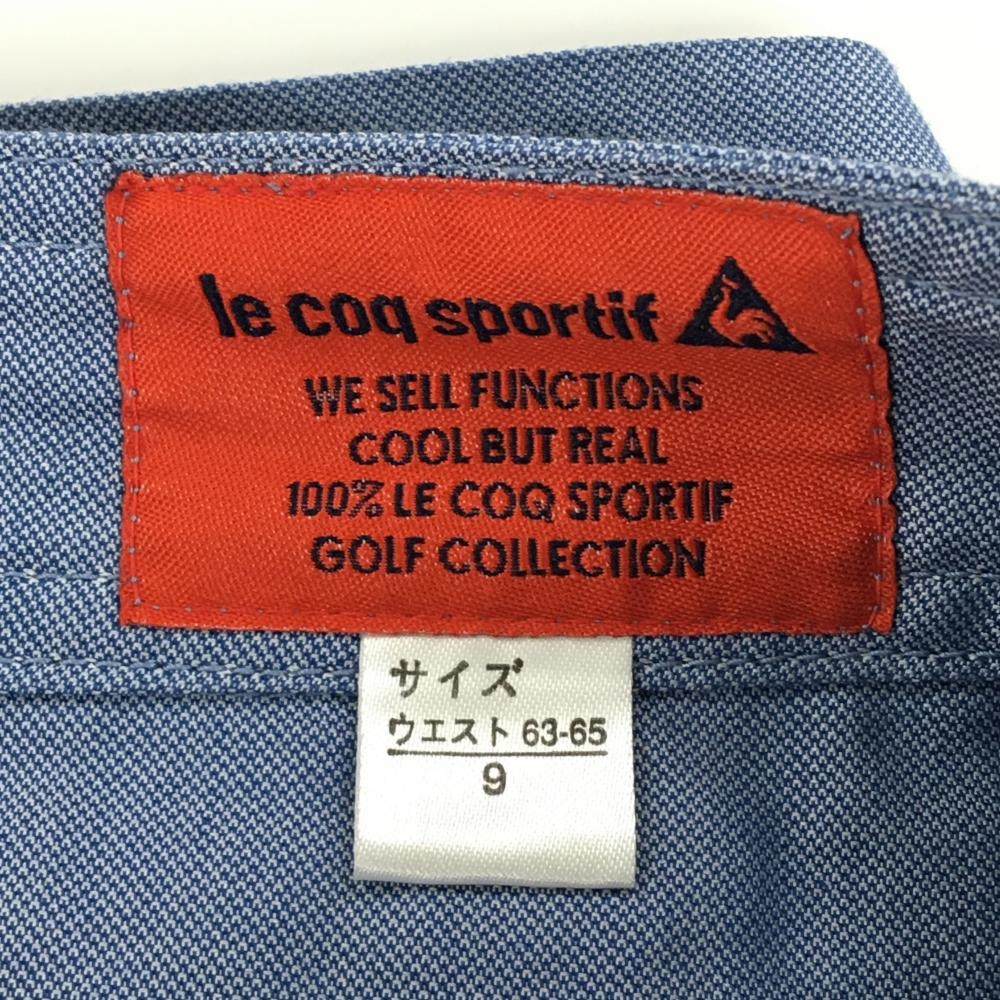 le coq sportif
WE SELL FUNCTIONS
COOL BUT REAL
100% LE COQ SPORTIF
GOLF COLLECTION
サイズ
ウエスト 63-65
9